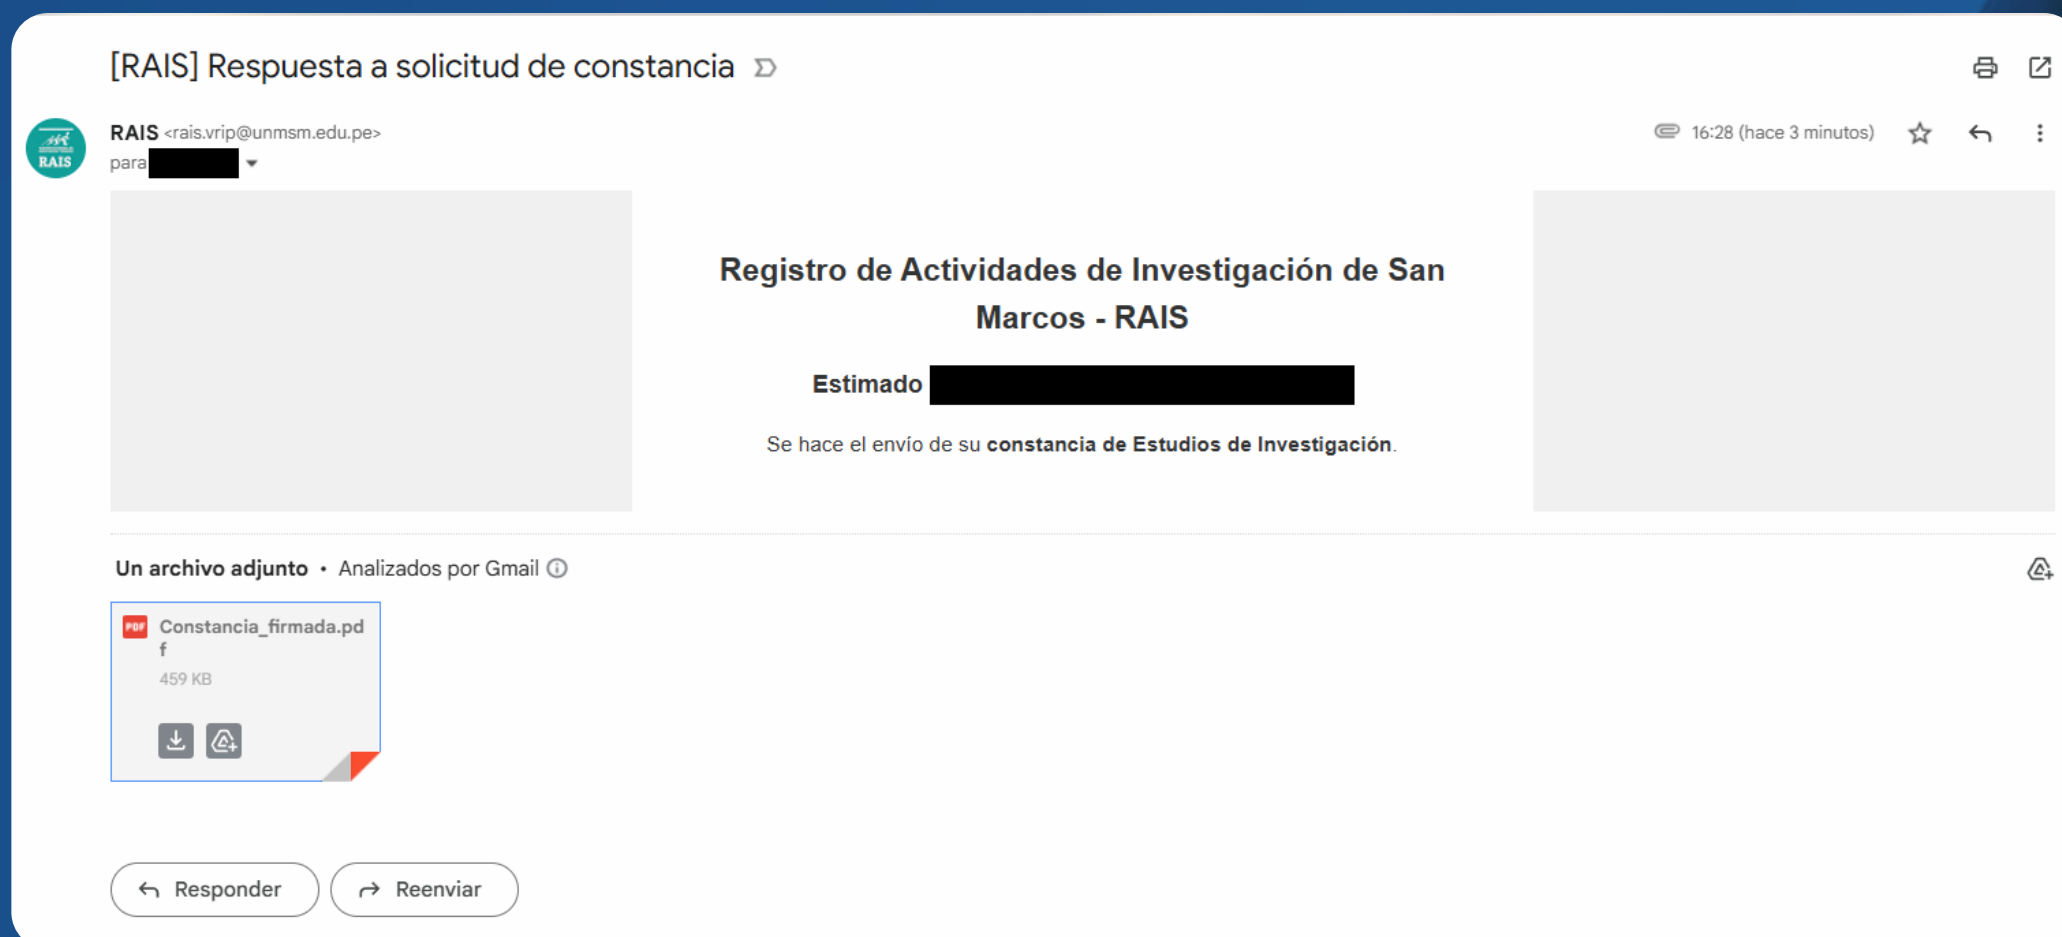 [RAIS] Respuesta a solicitud de constancia
RAIS <rais.vrip@unmsm.edu.pe>
16:28 (hace 3 minutos)
RAIS
para
Registro de Actividades de Investigación de San
Marcos - RAIS
Estimado
Se hace el envío de su constancia de Estudios de Investigación.
Un archivo adjunto • Analizados por Gmail
PDF Constancia_firmada.pd
f
459 KB
Responder
Reenviar